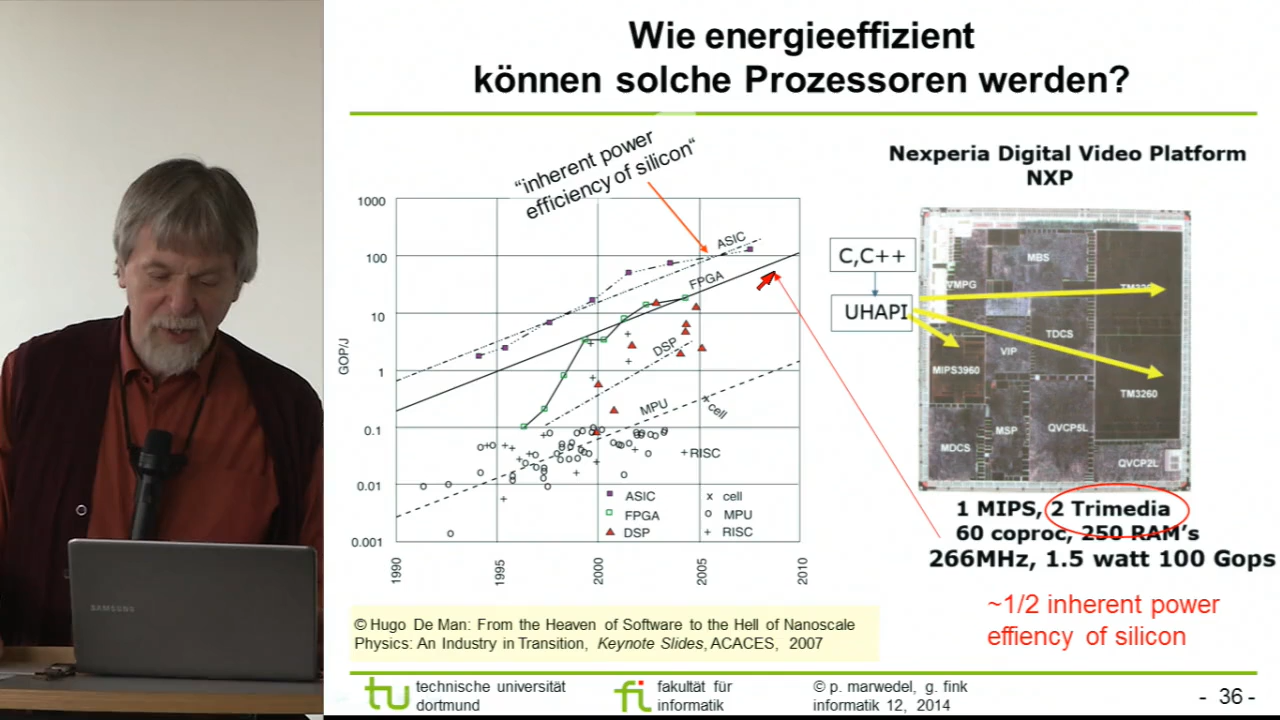 Wie energieeffizient
können solche Prozessoren werden?
“inherent power
efficiency of silicon“
Nexperia Digital Video Platform
NXP
GOP/J
1000
100
10
1
0.1
0.01
0.001
1990
1995
2000
2005
2010
ASIC
FPGA
DSP
MPU
cell
RISC
ASIC
FPGA
DSP
x cell
o MPU
+ RISC
C,C++
UHAPI
MBS
TDCS
VIP
MIPS3960
TM3260
MSP
QVCP5L
MDCS
QVCP2L
1 MIPS, 2 Trimedia
60 coproc, 250 RAM's
266MHz, 1.5 watt 100 Gops
~1/2 inherent power
effiency of silicon
© Hugo De Man: From the Heaven of Software to the Hell of Nanoscale
Physics: An Industry in Transition, Keynote Slides, ACACES, 2007
SAMSUNG
tu technische universität
dortmund
fi fakultät für
informatik
© p. marwedel, g. fink
informatik 12, 2014
- 36 -